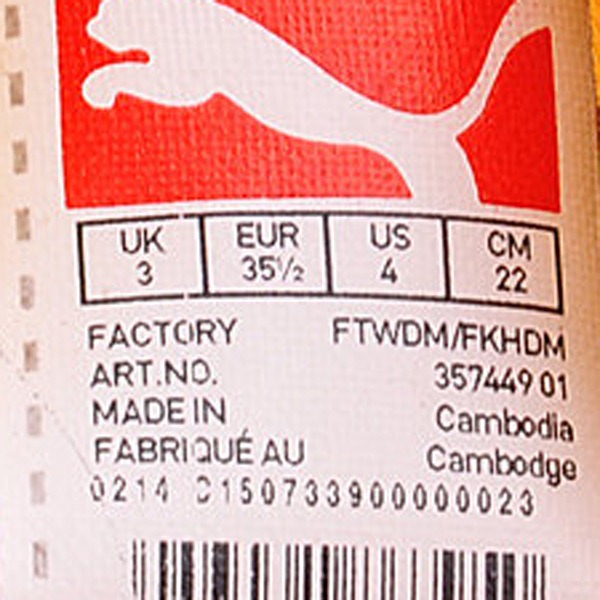 UK EUR US CM
3 35½ 4 22
FACTORY FTWDM/FKHDM
ART.NO. 357449 01
MADE IN Cambodia
FABRIQUÉ AU Cambodge
0214 C15073390000000023